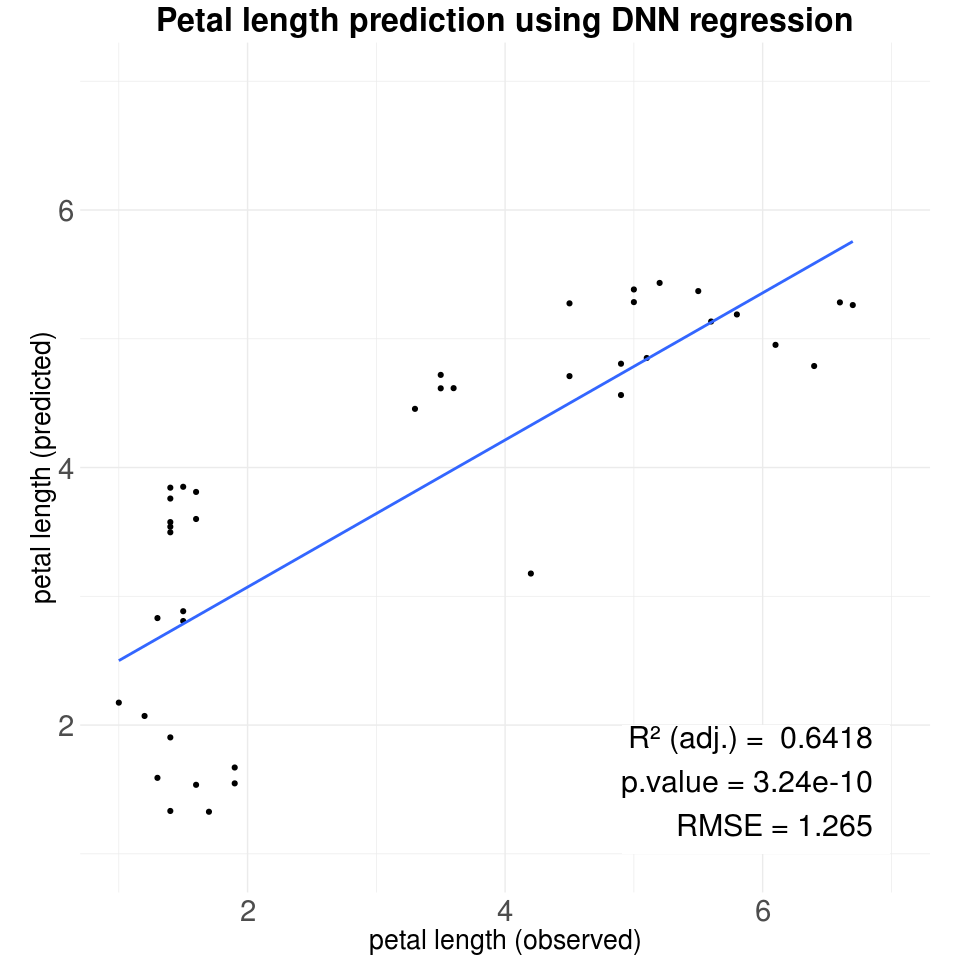 Petal length prediction using DNN regression
petal length (predicted)
6
4
2
R² (adj.) =  0.6418
p.value = 3.24e-10
RMSE = 1.265
2 4 6
petal length (observed)